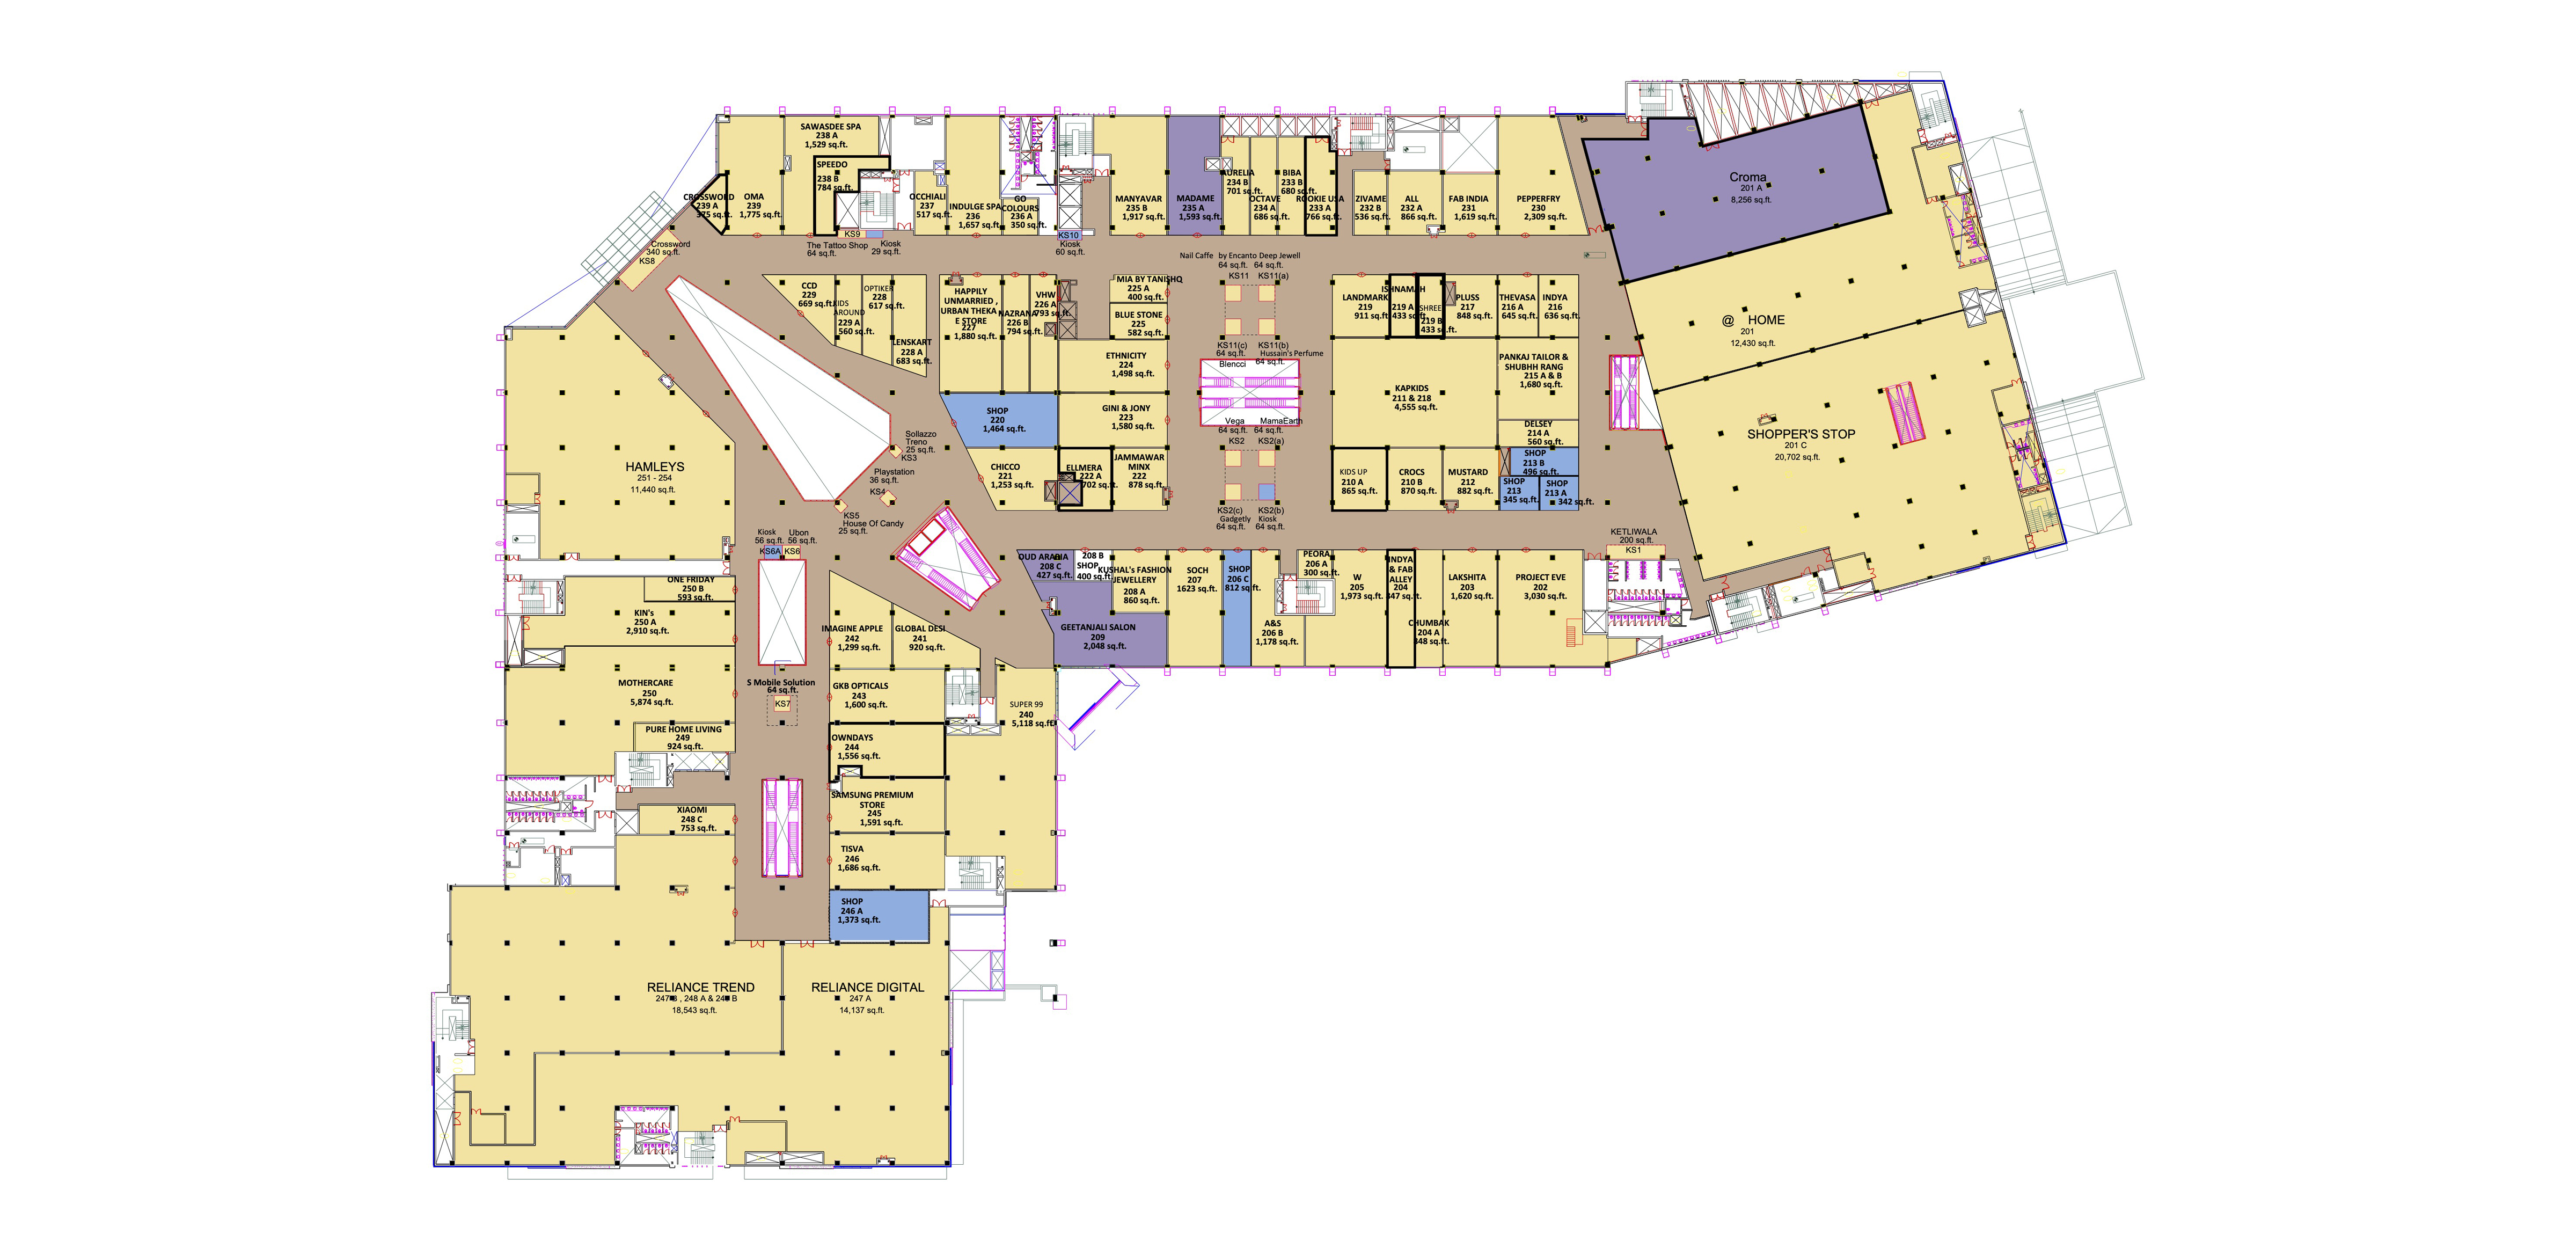 SAWASDEE SPA
238 A
1,529 sq.ft.
SPEEDO
238 B
784 sq.ft.
CROSSWORD
239 A
375 sq.ft.
OMA
239
1,775 sq.ft.
OCCHIALI
237
517 sq.ft.
INDULGE SPA
236
1,657 sq.ft.
GO
COLOURS
236 A
350 sq.ft.
MANYAVAR
235 B
1,917 sq.ft.
MADAME
235 A
1,593 sq.ft.
AURELIA
234 B
701 sq.ft.
OCTAVE
234 A
686 sq.ft.
BIBA
233 B
680 sq.ft.
ROOKIE USA
233 A
766 sq.ft.
ZIVAME
232 B
536 sq.ft.
ALL
232 A
866 sq.ft.
FAB INDIA
231
1,619 sq.ft.
PEPPERFRY
230
2,309 sq.ft.
Croma
201 A
8,256 sq.ft.
@ HOME
201
12,430 sq.ft.
SHOPPER'S STOP
201 C
20,702 sq.ft.
Crossword
340 sq.ft.
KS8
KS9
The Tattoo Shop
64 sq.ft.
Kiosk
29 sq.ft.
KS10
Kiosk
60 sq.ft.
Nail Caffe by Encanto Deep Jewell
64 sq.ft. 64 sq.ft.
KS11 KS11(a)
KS11(c) KS11(b)
64 sq.ft. Hussain's Perfume
64 sq.ft.
Blencci
Vega MamaEarth
64 sq.ft. 64 sq.ft.
KS2 KS2(a)
KS2(c) KS2(b)
Gadgetly Kiosk
64 sq.ft. 64 sq.ft.
CCD
229
669 sq.ft.
KIDS
AROUND
229 A
560 sq.ft.
OPTIKER
228
617 sq.ft.
LENSKART
228 A
683 sq.ft.
HAPPILY
UNMARRIED ,
URBAN THEKA
E STORE
227
1,880 sq.ft.
NAZRANA
226 B
794 sq.ft.
VHW
226 A
793 sq.ft.
MIA BY TANISHQ
225 A
400 sq.ft.
BLUE STONE
225
582 sq.ft.
ETHNICITY
224
1,498 sq.ft.
GINI & JONY
223
1,580 sq.ft.
SHOP
220
1,464 sq.ft.
CHICCO
221
1,253 sq.ft.
ELLMERA
222 A
702 sq.ft.
JAMMAWAR
MINX
222
878 sq.ft.
LANDMARK
219
911 sq.ft.
ISHNAMAH
219 A
433 sq.ft.
SHREE
219 B
433 sq.ft.
PLUSS
217
848 sq.ft.
THEVASA
216 A
645 sq.ft.
INDYA
216
636 sq.ft.
KAPKIDS
211 & 218
4,555 sq.ft.
PANKAJ TAILOR &
SHUBHH RANG
215 A & B
1,680 sq.ft.
DELSEY
214 A
560 sq.ft.
SHOP
213 B
496 sq.ft.
SHOP
213
345 sq.ft.
SHOP
213 A
342 sq.ft.
KIDS UP
210 A
865 sq.ft.
CROCS
210 B
870 sq.ft.
MUSTARD
212
882 sq.ft.
Sollazzo
Treno
25 sq.ft.
KS3
Playstation
36 sq.ft.
KS4
KS5
House Of Candy
25 sq.ft.
Kiosk
56 sq.ft.
KS6A
Ubon
56 sq.ft.
KS6
HAMLEYS
251 - 254
11,440 sq.ft.
KETLIWALA
200 sq.ft.
KS1
OUD ARABIA
208 C
427 sq.ft.
208 B
SHOP
400 sq.ft.
KUSHAL's FASHION
JEWELLERY
208 A
860 sq.ft.
GEETANJALI SALON
209
2,048 sq.ft.
SOCH
207
1623 sq.ft.
SHOP
206 C
812 sq.ft.
A&S
206 B
1,178 sq.ft.
PEORA
206 A
300 sq.ft.
W
205
1,973 sq.ft.
INDYA
& FAB
ALLEY
204
LAKSHITA
203
1,620 sq.ft.
CHUMBAK
204 A
PROJECT EVE
202
3,030 sq.ft.
ONE FRIDAY
250 B
593 sq.ft.
KIN's
250 A
2,910 sq.ft.
MOTHERCARE
250
5,874 sq.ft.
PURE HOME LIVING
249
924 sq.ft.
XIAOMI
248 C
753 sq.ft.
S Mobile Solution
64 sq.ft.
KS7
IMAGINE APPLE
242
1,299 sq.ft.
GLOBAL DESI
241
920 sq.ft.
GKB OPTICALS
243
1,600 sq.ft.
SUPER 99
240
5,118 sq.ft.
OWNDAYS
244
1,556 sq.ft.
SAMSUNG PREMIUM
STORE
245
1,591 sq.ft.
TISVA
246
1,686 sq.ft.
SHOP
246 A
1,373 sq.ft.
RELIANCE TREND
18,543 sq.ft.
RELIANCE DIGITAL
247 A
14,137 sq.ft.